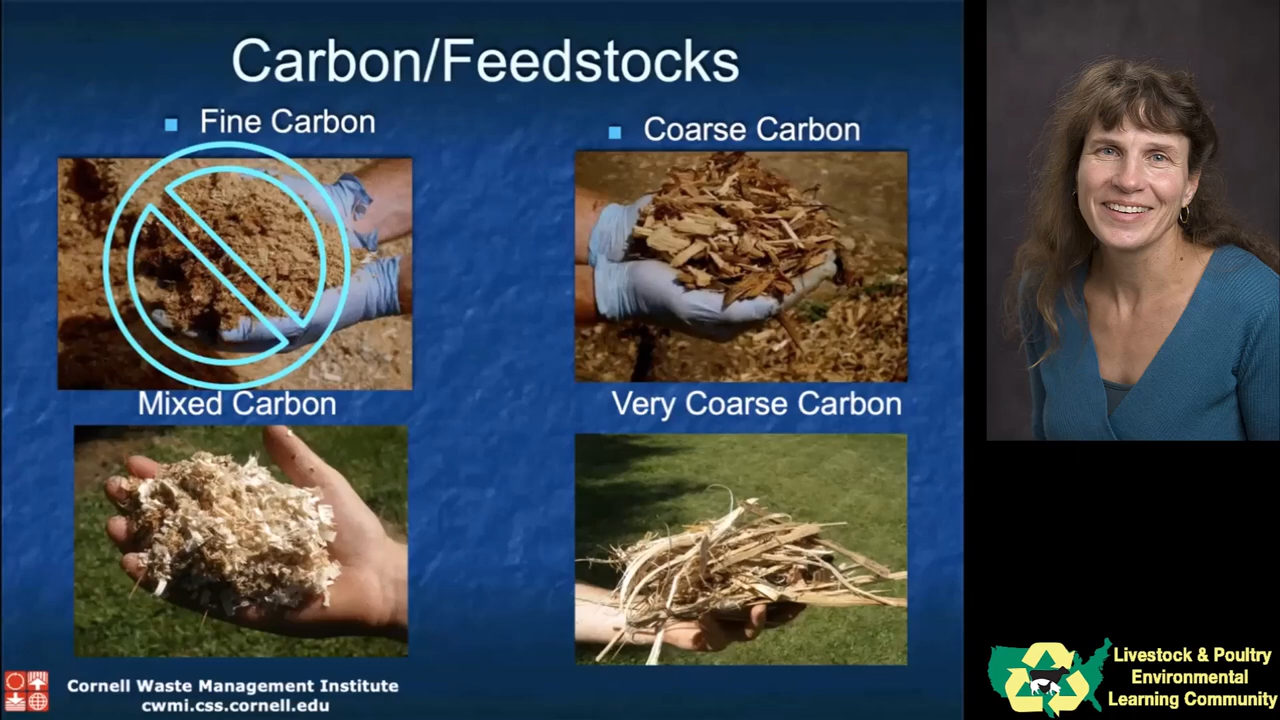 Carbon/Feedstocks
Fine Carbon
Coarse Carbon
Mixed Carbon
Very Coarse Carbon
Cornell Waste Management Institute
cwmi.css.cornell.edu
Livestock & Poultry
Environmental
Learning Community